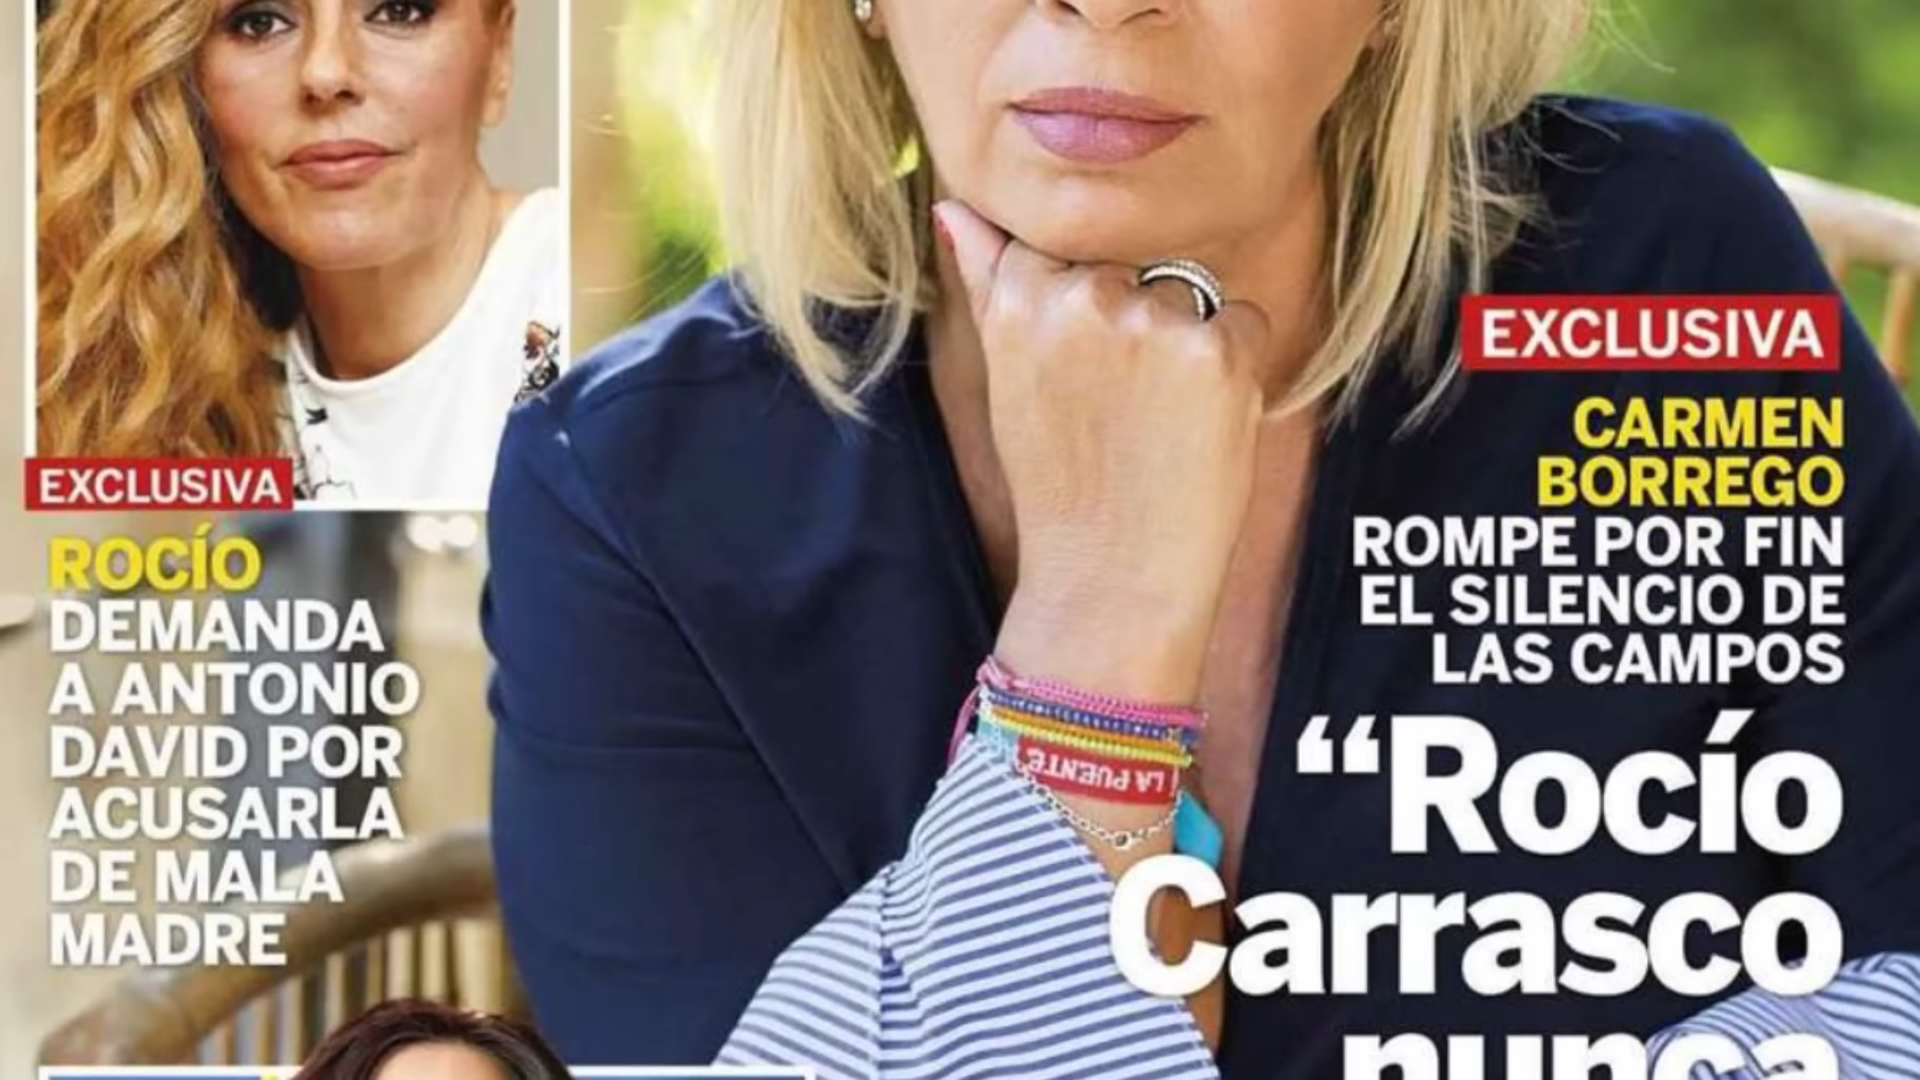 EXCLUSIVA
ROCÍO
DEMANDA
A ANTONIO
DAVID POR
ACUSARLA
DE MALA
MADRE
EXCLUSIVA
CARMEN
BORREGO
ROMPE POR FIN
EL SILENCIO DE
LAS CAMPOS
“Rocío
Carrasco
nunca
LA PUENTE